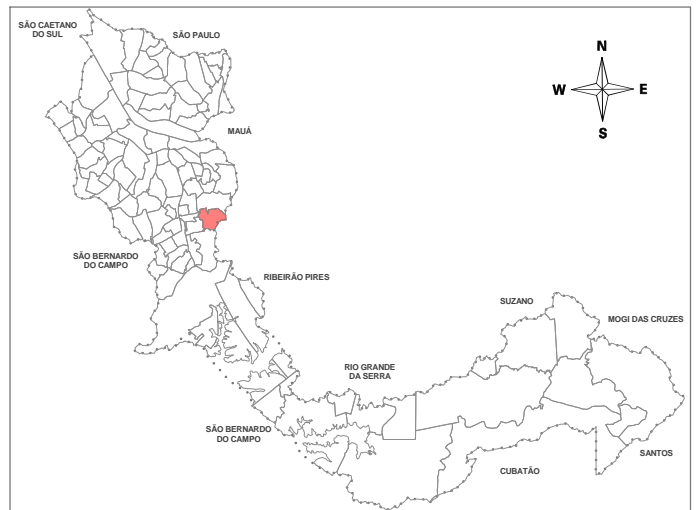 SÃO CAETANO
DO SUL
SÃO PAULO
N
W
E
S
MAUÁ
SÃO BERNARDO
DO CAMPO
RIBEIRÃO PIRES
SUZANO
MOGI DAS CRUZES
RIO GRANDE
DA SERRA
SÃO BERNARDO
DO CAMPO
SANTOS
CUBATÃO